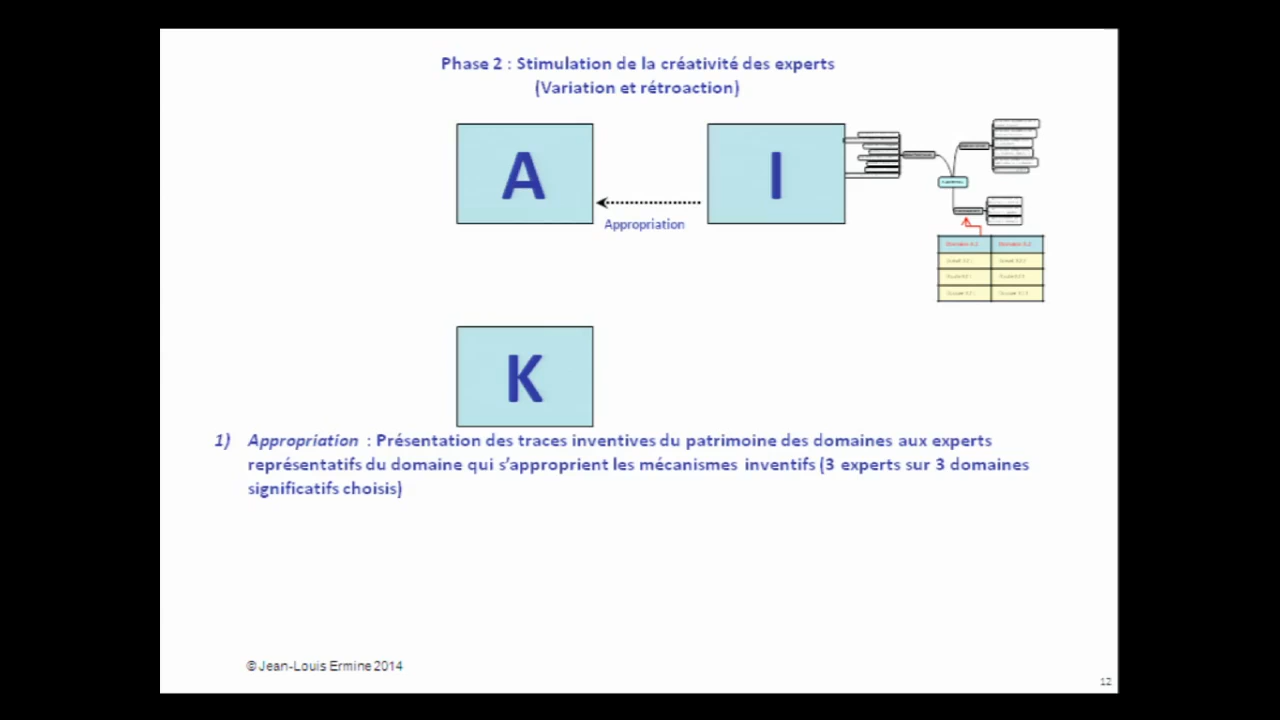 Phase 2 : Stimulation de la créativité des experts
(Variation et rétroaction)
A
I
Appropriation
K
1) Appropriation : Présentation des traces inventives du patrimoine des domaines aux experts
représentatifs du domaine qui s’approprient les mécanismes inventifs (3 experts sur 3 domaines
significatifs choisis)
© Jean-Louis Ermine 2014
12